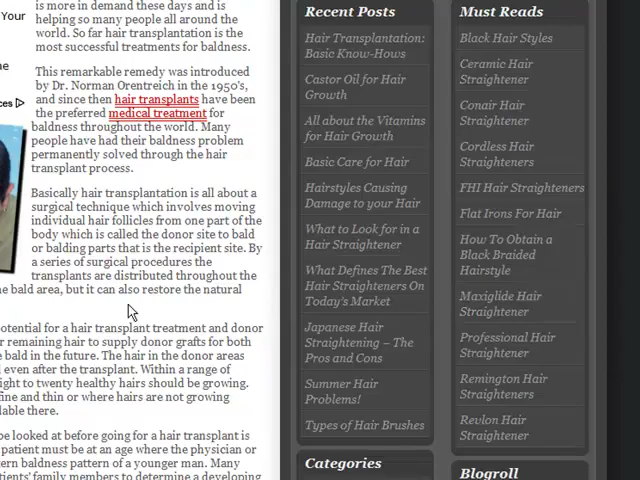 Your
ne
ces
is more in demand these days and is
helping so many people all around the
world. So far hair transplantation is the
most successful treatments for baldness.
This remarkable remedy was introduced
by Dr. Norman Orentreich in the 1950's,
and since then hair transplants have been
the preferred medical treatment for
baldness throughout the world. Many
people have had their baldness problem
permanently solved through the hair
transplant process.
Basically hair transplantation is all about a
surgical technique which involves moving
individual hair follicles from one part of the
body which is called the donor site to bald
or balding parts that is the recipient site. By
a series of surgical procedures the
transplants are distributed throughout the
he bald area, but it can also restore the natural
otential for a hair transplant treatment and donor
r remaining hair to supply donor grafts for both
e bald in the future. The hair in the donor areas
l even after the transplant. Within a range of
ight to twenty healthy hairs should be growing.
fine and thin or where hairs are not growing
lable there.
be looked at before going for a hair transplant is
patient must be at an age where the physician or
tern baldness pattern of a younger man. Many
atients' family members to determine a developing
Recent Posts
Hair Transplantation:
Basic Know-Hows
Castor Oil for Hair
Growth
All about the Vitamins
for Hair Growth
Basic Care for Hair
Hairstyles Causing
Damage to your Hair
What to Look for in a
Hair Straightener
What Defines The Best
Hair Straighteners On
Today's Market
Japanese Hair
Straightening – The
Pros and Cons
Summer Hair
Problems!
Types of Hair Brushes
Categories
Must Reads
Black Hair Styles
Ceramic Hair
Straightener
Conair Hair
Straightener
Cordless Hair
Straighteners
FHI Hair Straighteners
Flat Irons For Hair
How To Obtain a
Black Braided
Hairstyle
Maxiglide Hair
Straightener
Professional Hair
Straightener
Remington Hair
Straighteners
Revlon Hair
Straightener
Blogroll